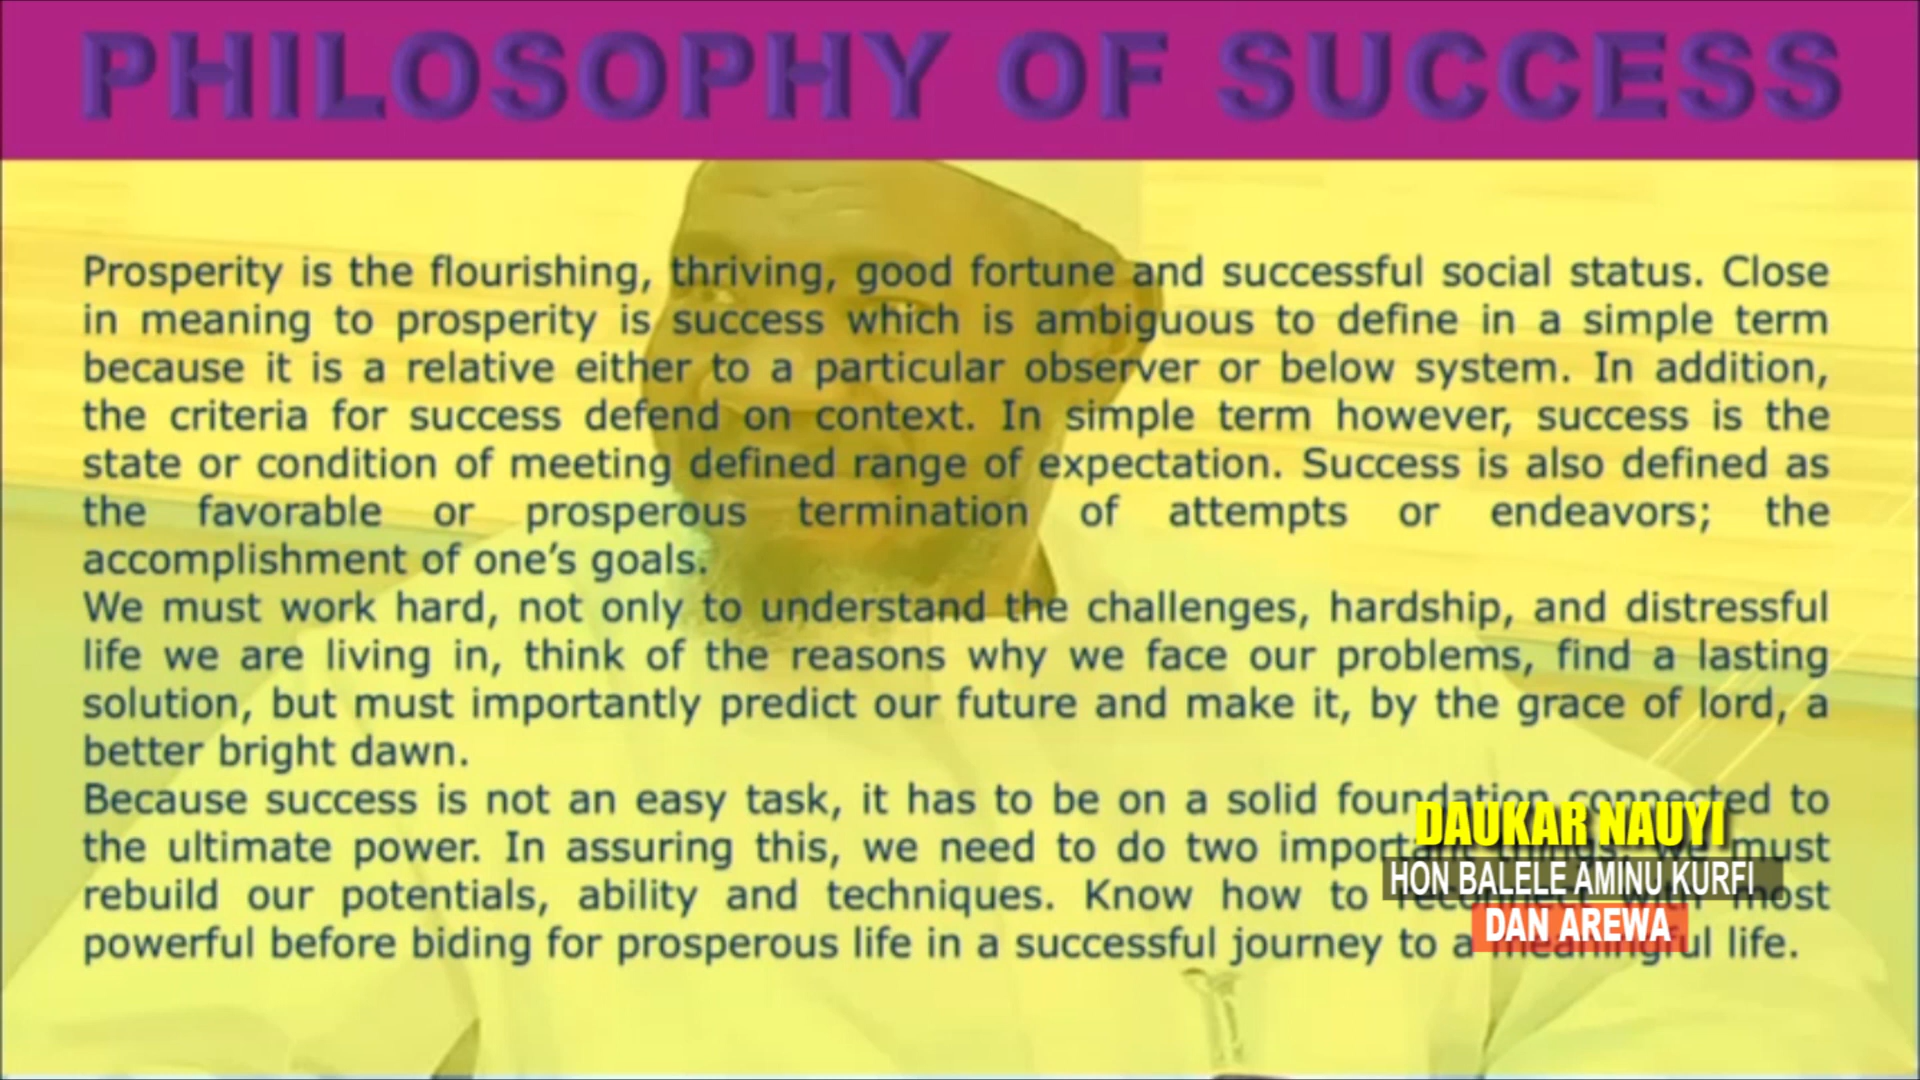 PHILOSOPHY OF SUCCESS
Prosperity is the flourishing, thriving, good fortune and successful social status. Close
in meaning to prosperity is success which is ambiguous to define in a simple term
because it is a relative either to a particular observer or below system. In addition,
the criteria for success defend on context. In simple term however, success is the
state or condition of meeting defined range of expectation. Success is also defined as
the favorable or prosperous termination of attempts or endeavors; the
accomplishment of one’s goals.
We must work hard, not only to understand the challenges, hardship, and distressful
life we are living in, think of the reasons why we face our problems, find a lasting
solution, but must importantly predict our future and make it, by the grace of lord, a
better bright dawn.
Because success is not an easy task, it has to be on a solid foundation connected to
the ultimate power. In assuring this, we need to do two important things. We must
rebuild our potentials, ability and techniques. Know how to reconnect with most
powerful before biding for prosperous life in a successful journey to a meaningful life.
DAUKAR NAUYI
HON BALELE AMINU KURFI
DAN AREWA